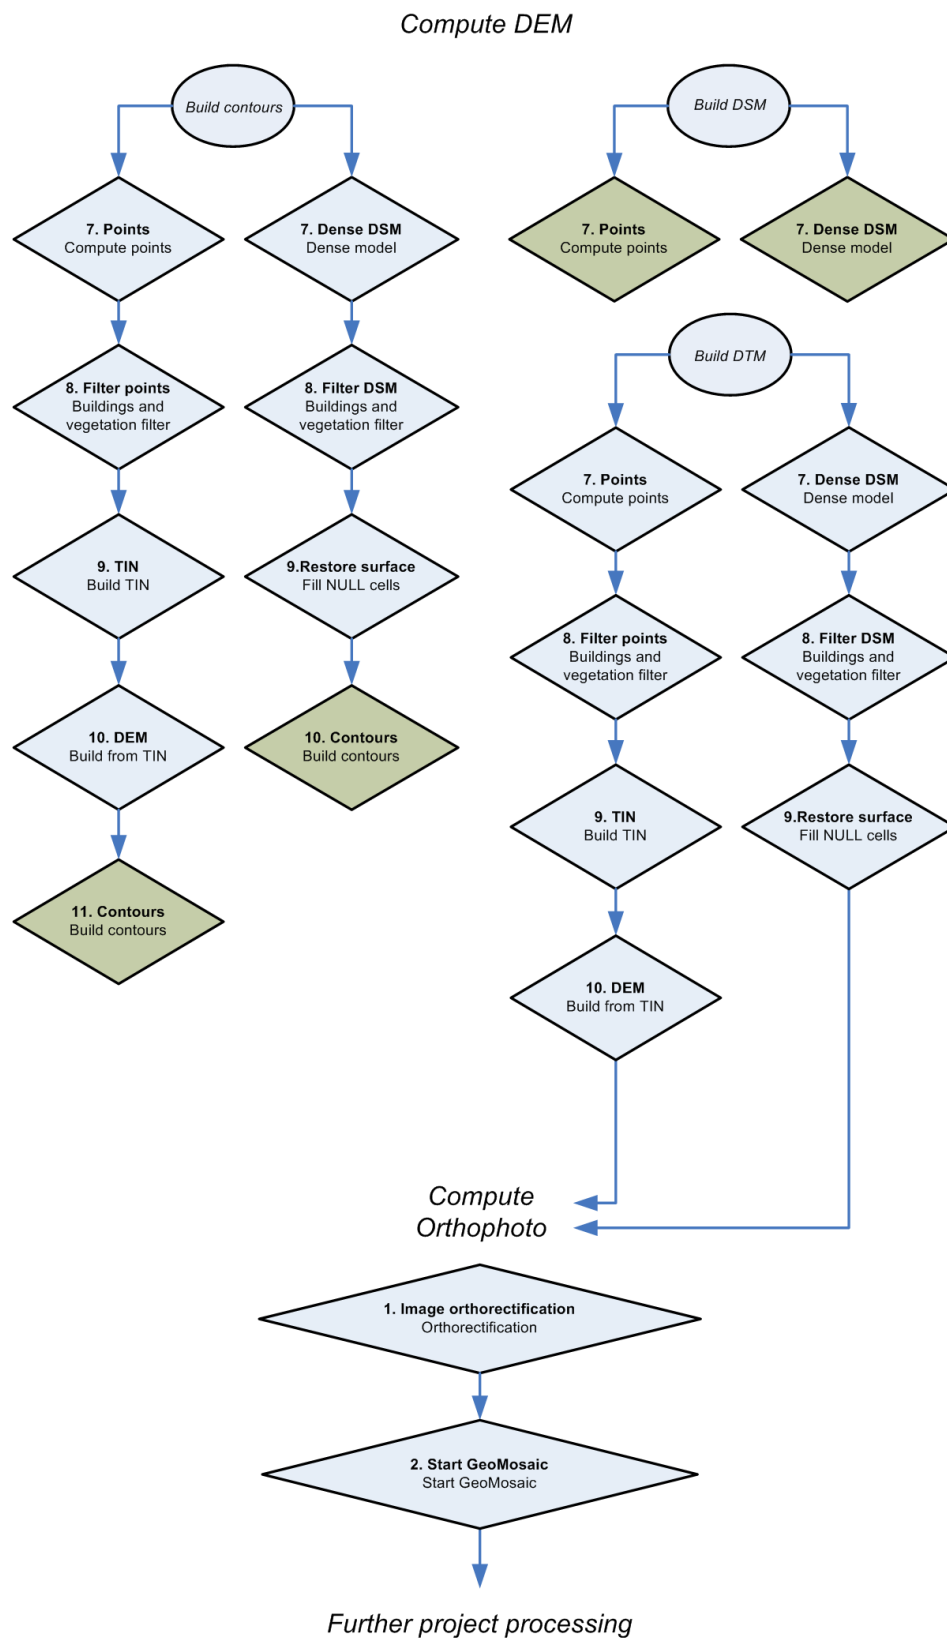 Compute DEM
Build contours
7. Points
Compute points
7. Dense DSM
Dense model
8. Filter points
Buildings and
vegetation filter
8. Filter DSM
Buildings and
vegetation filter
9. TIN
Build TIN
9.Restore surface
Fill NULL cells
10. DEM
Build from TIN
10. Contours
Build contours
11. Contours
Build contours
Build DSM
7. Points
Compute points
7. Dense DSM
Dense model
Build DTM
7. Points
Compute points
7. Dense DSM
Dense model
8. Filter points
Buildings and
vegetation filter
8. Filter DSM
Buildings and
vegetation filter
9. TIN
Build TIN
9.Restore surface
Fill NULL cells
10. DEM
Build from TIN
Compute
Orthophoto
1. Image orthorectification
Orthorectification
2. Start GeoMosaic
Start GeoMosaic
Further project processing